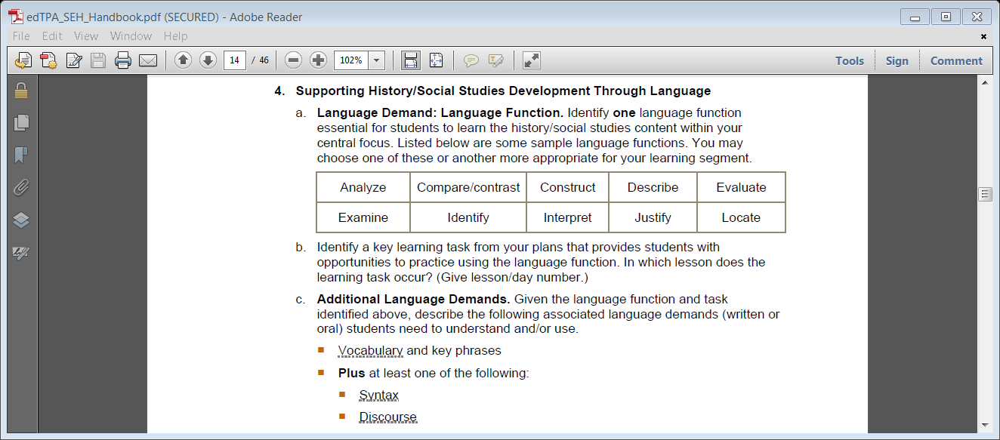 edTPA_SEH_Handbook.pdf (SECURED) - Adobe Reader
File Edit View Window Help
14 / 46 102% Tools Sign Comment
4. Supporting History/Social Studies Development Through Language
a. Language Demand: Language Function. Identify one language function
essential for students to learn the history/social studies content within your
central focus. Listed below are some sample language functions. You may
choose one of these or another more appropriate for your learning segment.
Analyze Compare/contrast Construct Describe Evaluate
Examine Identify Interpret Justify Locate
b. Identify a key learning task from your plans that provides students with
opportunities to practice using the language function. In which lesson does the
learning task occur? (Give lesson/day number.)
c. Additional Language Demands. Given the language function and task
identified above, describe the following associated language demands (written or
oral) students need to understand and/or use.
Vocabulary and key phrases
Plus at least one of the following:
Syntax
Discourse